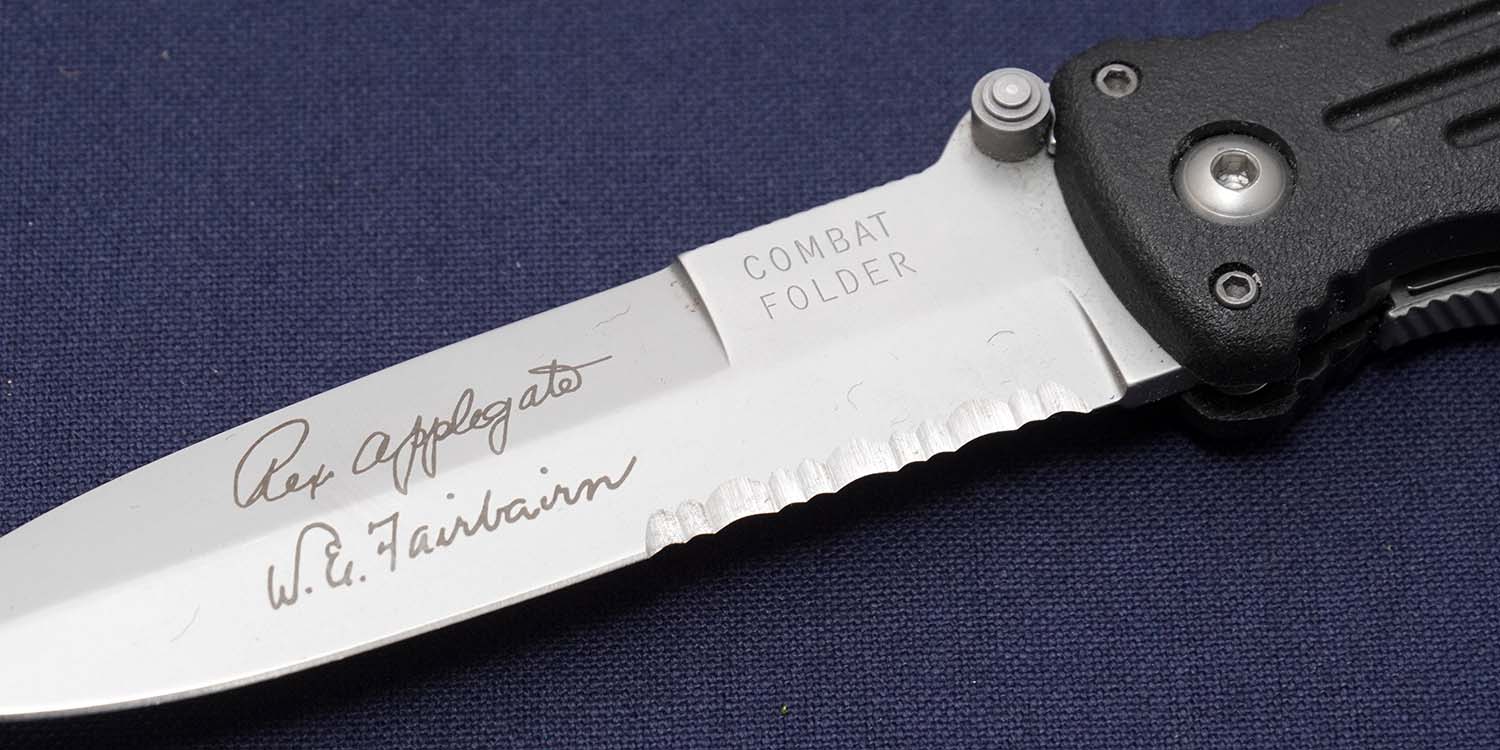 COMBAT
FOLDER
Rex Applegate
W.E. Fairbairn